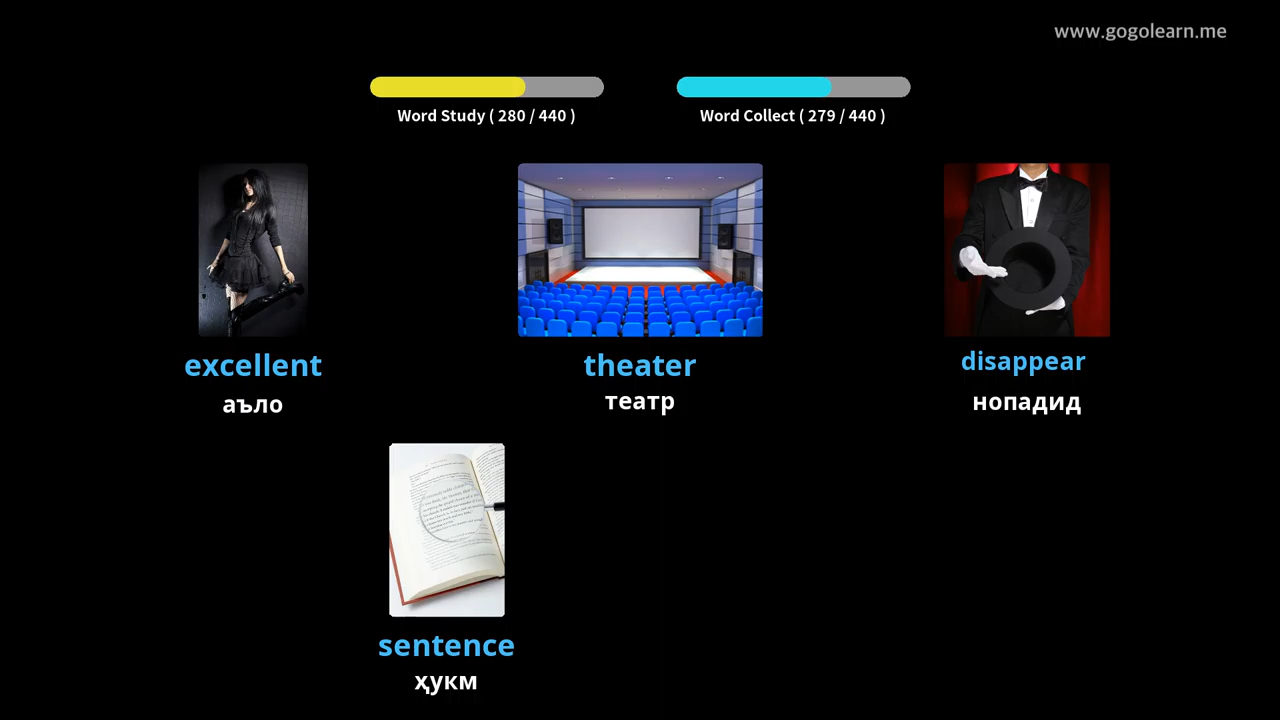 www.gogolearn.me
Word Study ( 280 / 440 )
Word Collect ( 279 / 440 )
excellent
theater
disappear
аъло
театр
нопадид
sentence
ҳукм